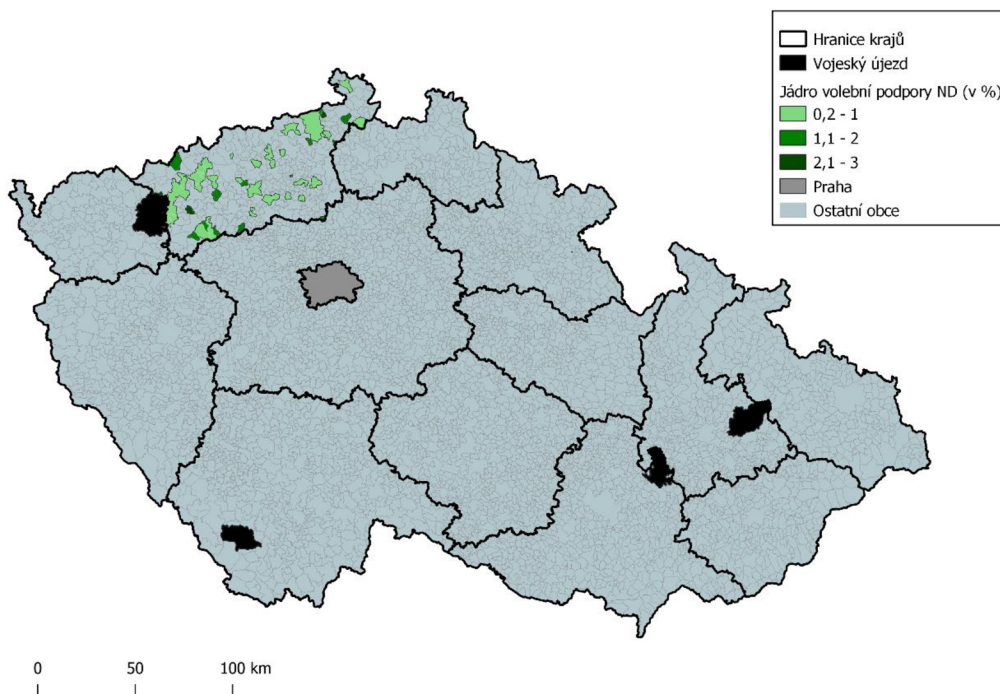 Hranice krajů
Vojeský újezd
Jádro volební podpory ND (v %)
0,2 - 1
1,1 - 2
2,1 - 3
Praha
Ostatní obce
0 50 100 km